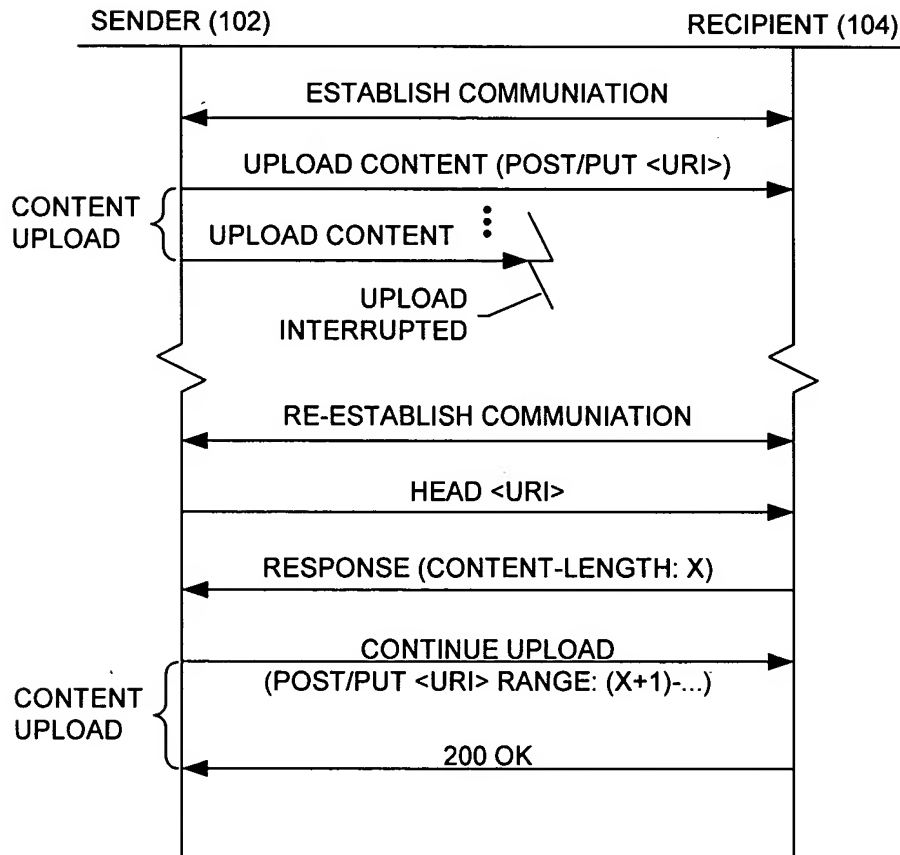 SENDER (102)
RECIPIENT (104)
ESTABLISH COMMUNIATION
UPLOAD CONTENT (POST/PUT <URI>)
CONTENT
UPLOAD
UPLOAD CONTENT
UPLOAD
INTERRUPTED
RE-ESTABLISH COMMUNIATION
HEAD <URI>
RESPONSE (CONTENT-LENGTH: X)
CONTINUE UPLOAD
(POST/PUT <URI> RANGE: (X+1)-...)
CONTENT
UPLOAD
200 OK